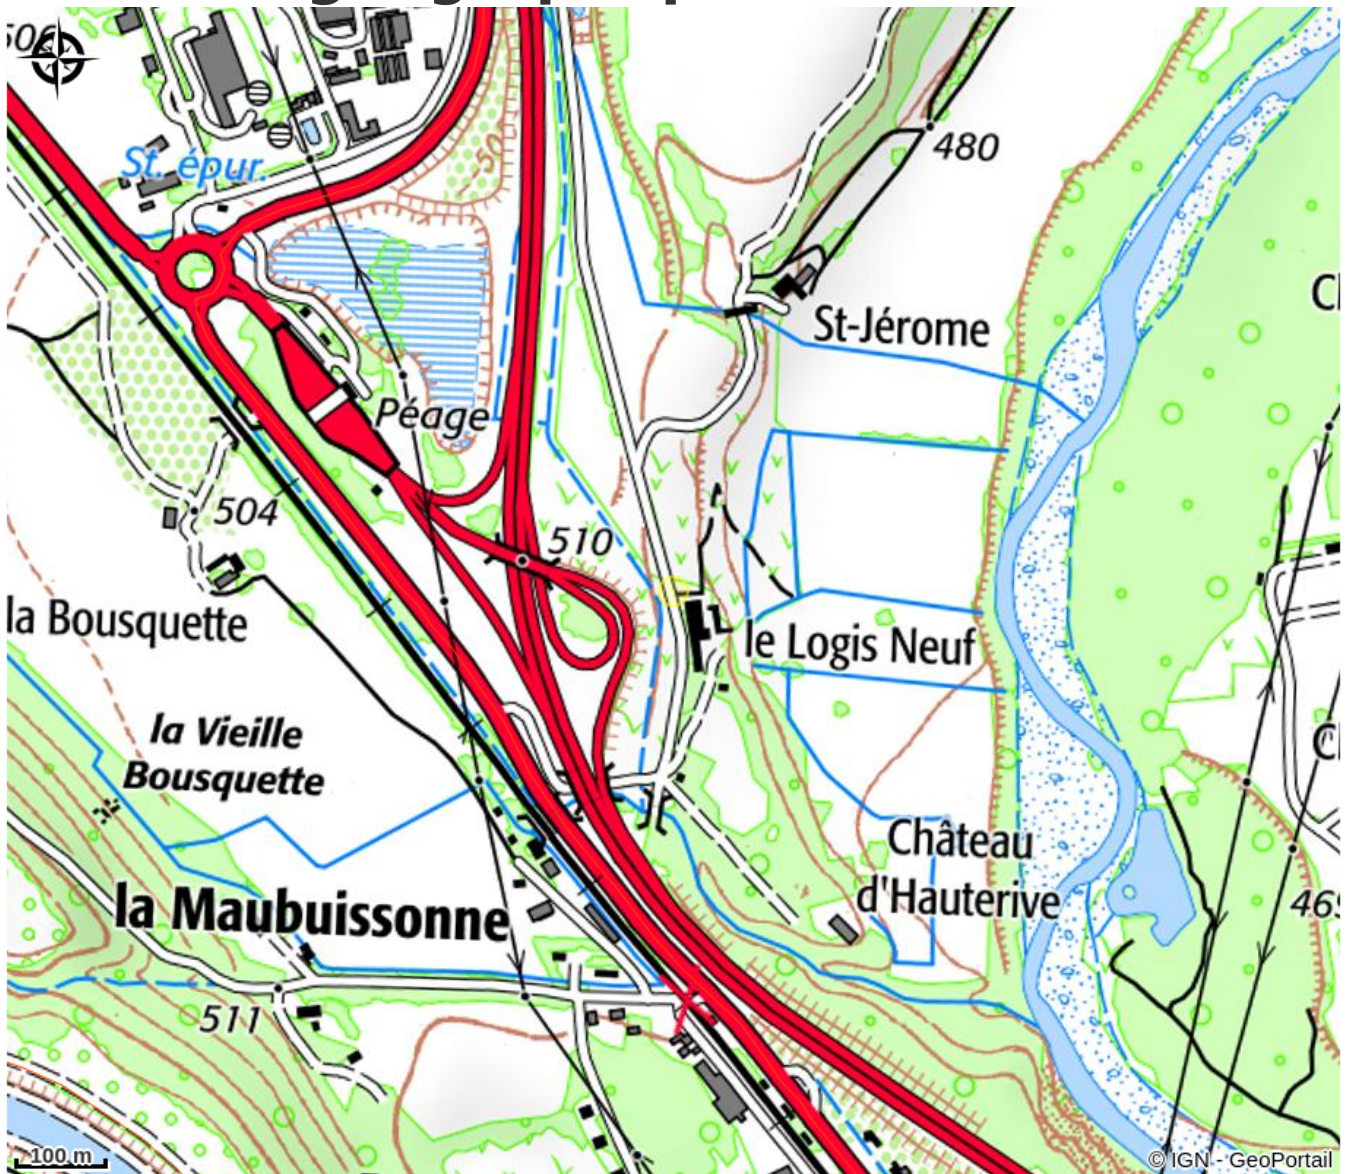 480
St. épur.
-50
St-Jérome
Péage
504
510
la Bousquette
le Logis Neuf
la Vieille
Bousquette
Château
d'Hauterive
la Maubuissonne
511
100 m
© IGN - GeoPortail